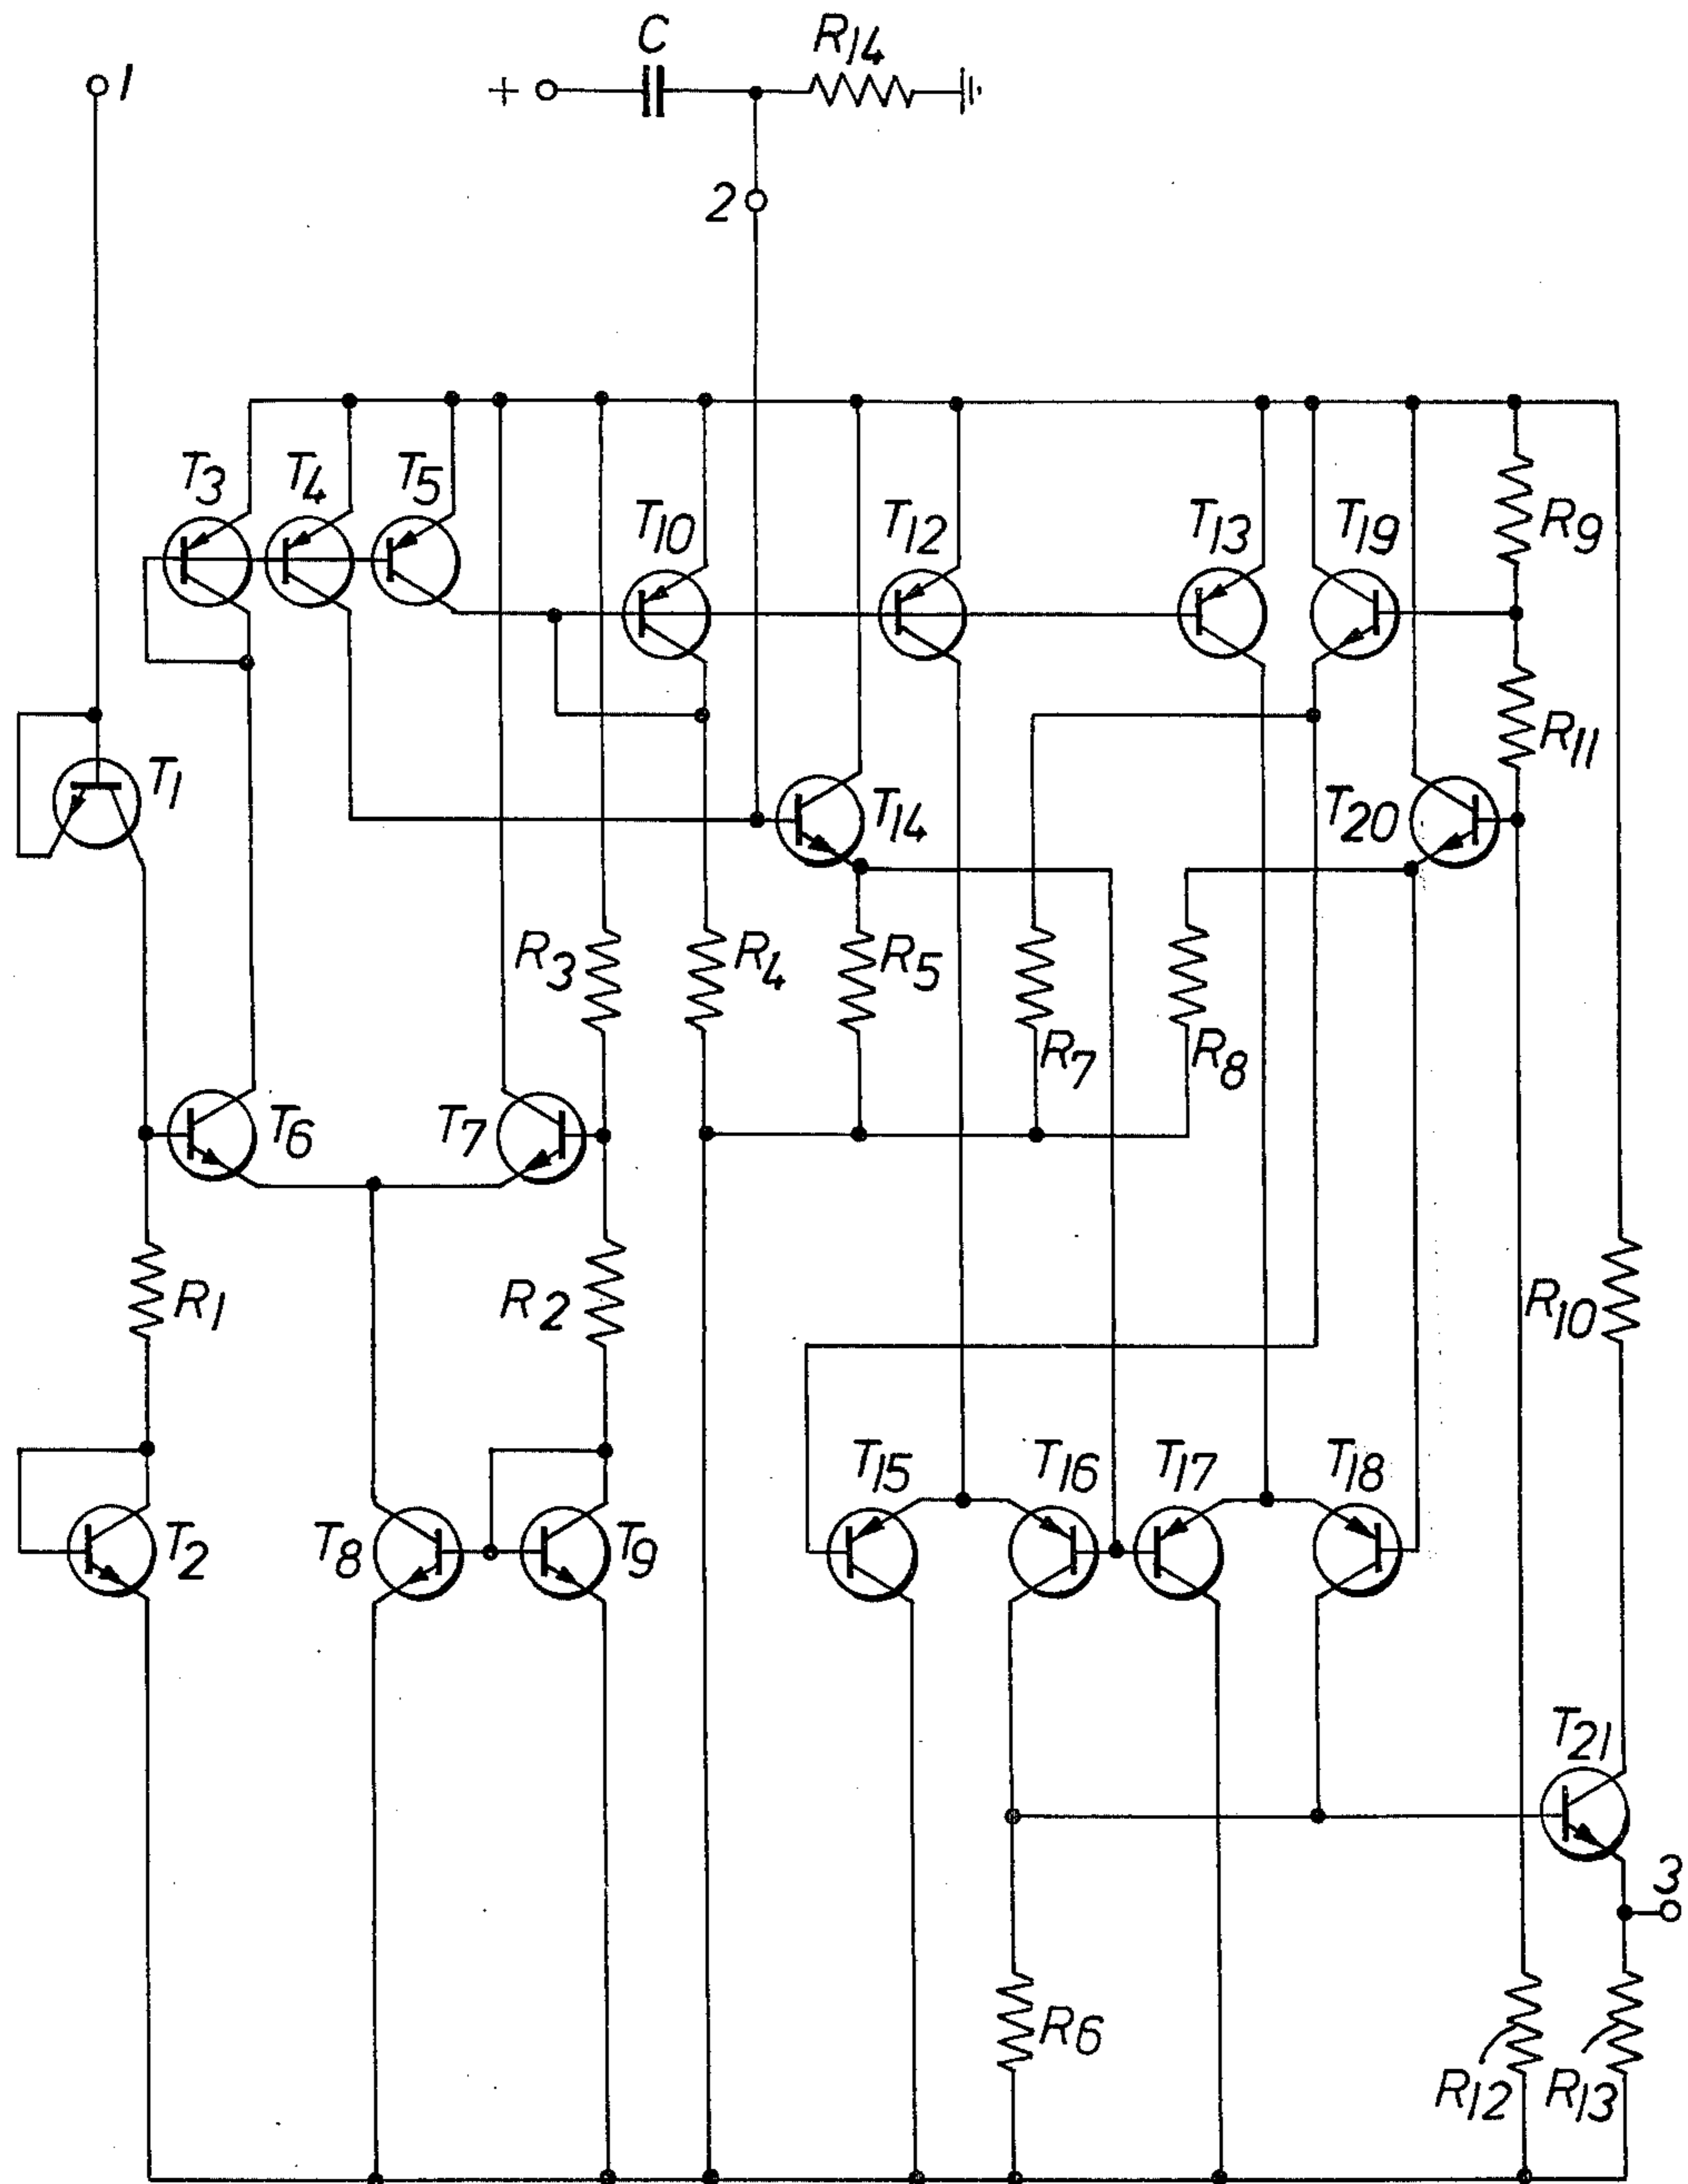 C R14
1
+
2
T3 T4 T5
T10 T12 T13 T19 R9
T1 R11
T14 T20
R3 R4 R5
R7 R8
T6 T7
R1 R2 R10
T15 T16 T17 T18
T2 T8 T9
T21
3
R6
R12 R13